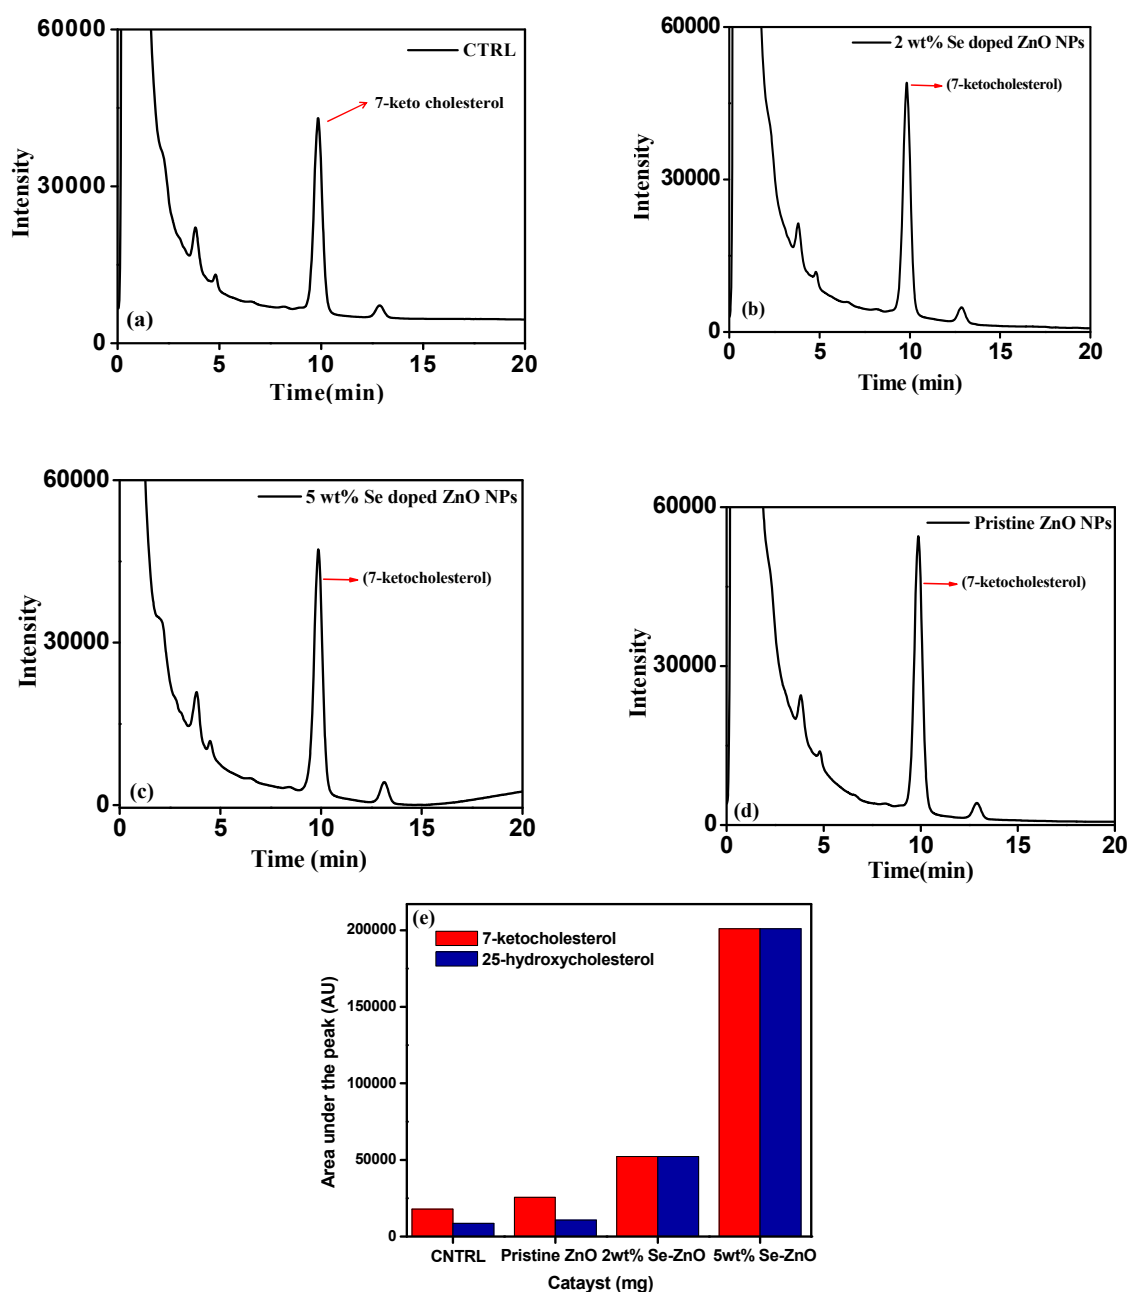 60000
30000
0
Intensity
CTRL
7-keto cholesterol
(a)
0 5 10 15 20
Time(min)
60000
30000
0
Intensity
2 wt% Se doped ZnO NPs
(7-ketocholesterol)
(b)
0 5 10 15 20
Time (min)
60000
30000
0
Intensity
5 wt% Se doped ZnO NPs
(7-ketocholesterol)
(c)
0 5 10 15 20
Time (min)
60000
30000
0
Intensity
Pristine ZnO NPs
(7-ketocholesterol)
(d)
0 5 10 15 20
Time(min)
(e)
7-ketocholesterol
25-hydroxycholesterol
200000
150000
100000
50000
0
Area under the peak (AU)
CNTRL Pristine ZnO 2wt% Se-ZnO 5wt% Se-ZnO
Catayst (mg)